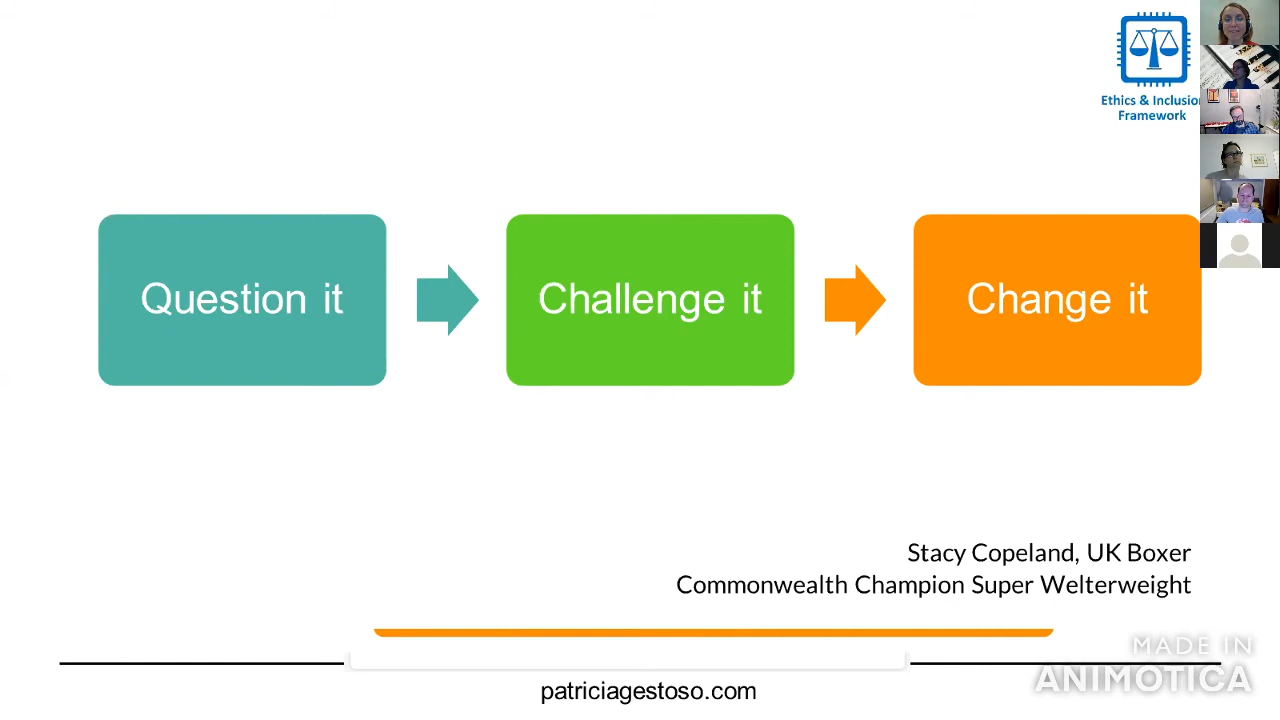 Ethics & Inclusion
Framework
Question it
Challenge it
Change it
Stacy Copeland, UK Boxer
Commonwealth Champion Super Welterweight
patriciagestoso.com
MADE IN
ANIMOTICA